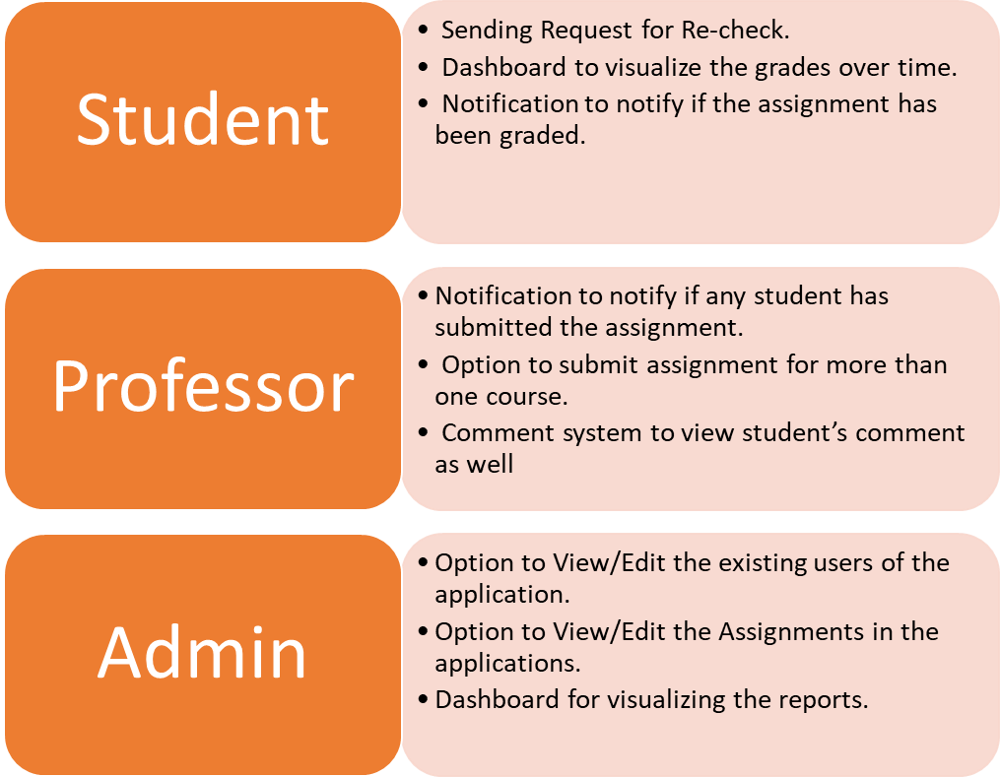 Student
• Sending Request for Re-check.
• Dashboard to visualize the grades over time.
• Notification to notify if the assignment has
been graded.
Professor
• Notification to notify if any student has
submitted the assignment.
• Option to submit assignment for more than
one course.
• Comment system to view student’s comment
as well
Admin
• Option to View/Edit the existing users of the
application.
• Option to View/Edit the Assignments in the
applications.
• Dashboard for visualizing the reports.